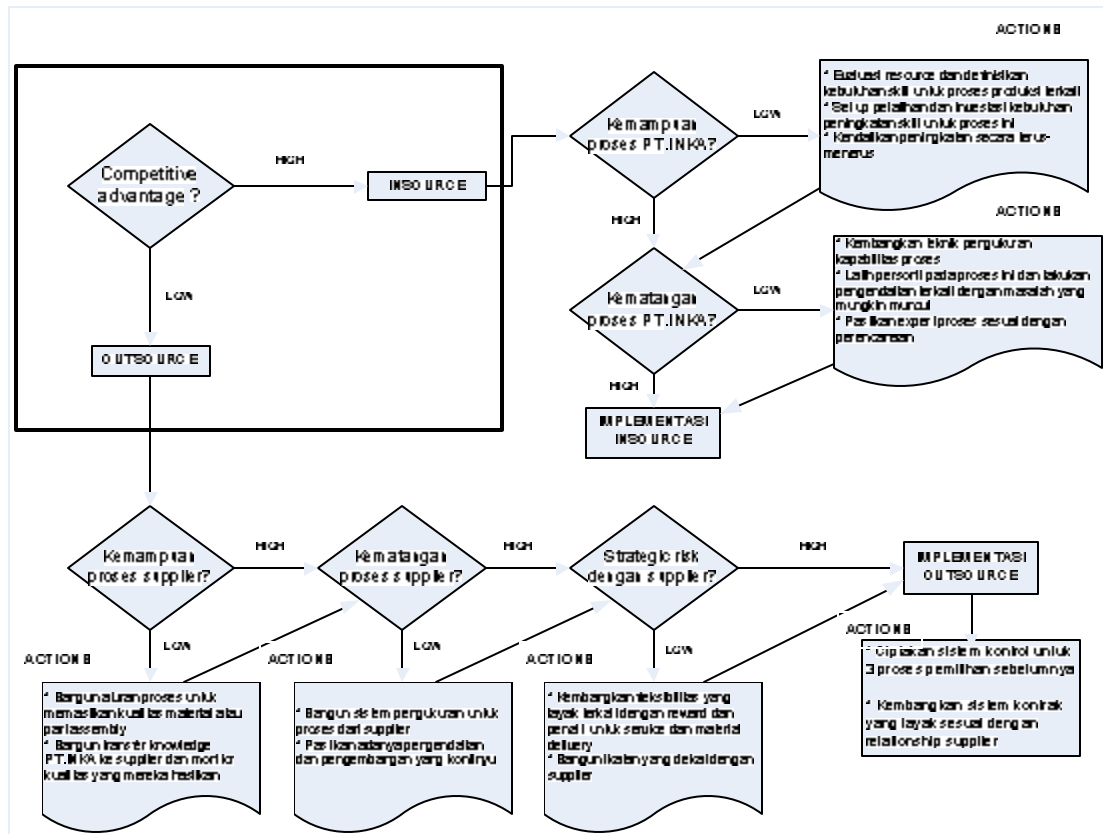 ACTIONS
Competitive
advantage ?
HIGH
INSOURCE
LOW
OUTSOURCE
Kemampuan
proses PT.INKA?
LOW
* Evaluasi resource dan definisikan
kebutuhan skill untuk proses produksi terkait
* Set up pelatihan dan investasi kebutuhan
peningkatan skill untuk proses ini
* Kendalikan peningkatan secara terus-
menerus
HIGH
ACTIONS
Kematangan
proses PT.INKA?
LOW
* Kembangkan teknik pengukuran
kapabilitas proses
* Latih personil pada proses ini dan lakukan
pengendalian terkait dengan masalah yang
mungkin muncul
* Pastikan expert proses sesuai dengan
perencanaan
HIGH
IMPLEMENTASI
INSOURCE
Kemampuan
proses supplier?
HIGH
Kematangan
proses supplier?
HIGH
Strategic risk
dengan supplier?
HIGH
IMPLEMENTASI
OUTSOURCE
LOW
LOW
LOW
ACTIONS
ACTIONS
ACTIONS
ACTIONS
* Bangun aturan proses untuk
memastikan kualitas material atau
part assembly
* Bangun transfer knowledge
PT.INKA ke supplier dan monitor
kualitas yang mereka hasilkan
* Bangun sistem pengukuran untuk
proses dari supplier
* Pastikan adanya pengendalian
dan pengembangan yang kontinyu
* Kembangkan fleksibilitas yang
layak terkait dengan reward dan
penalti untuk service dan material
delivery
* Bangun ikatan yang dekat dengan
supplier
* Ciptakan sistem kontrol untuk
3 proses pemilihan sebelumnya
* Kembangkan sistem kontrak
yang layak sesuai dengan
relationship supplier